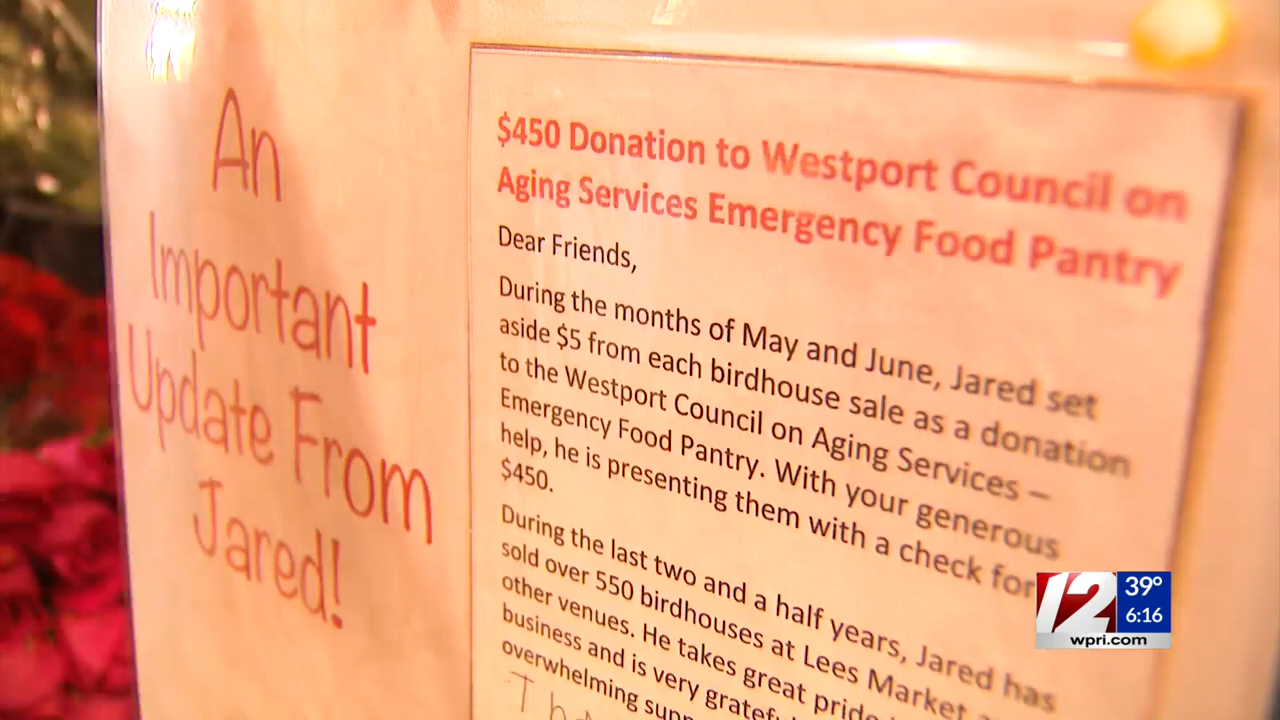 An
Important
Update From
Jared!
$450 Donation to Westport Council on
Aging Services Emergency Food Pantry
Dear Friends,
During the months of May and June, Jared set
aside $5 from each birdhouse sale as a donation
to the Westport Council on Aging Services –
Emergency Food Pantry. With your generous
help, he is presenting them with a check for
$450.
During the last two and a half years, Jared has
sold over 550 birdhouses at Lees Market
other venues. He takes great pride
business and is very
overwhelming
12
39°
6:16
wpri.com